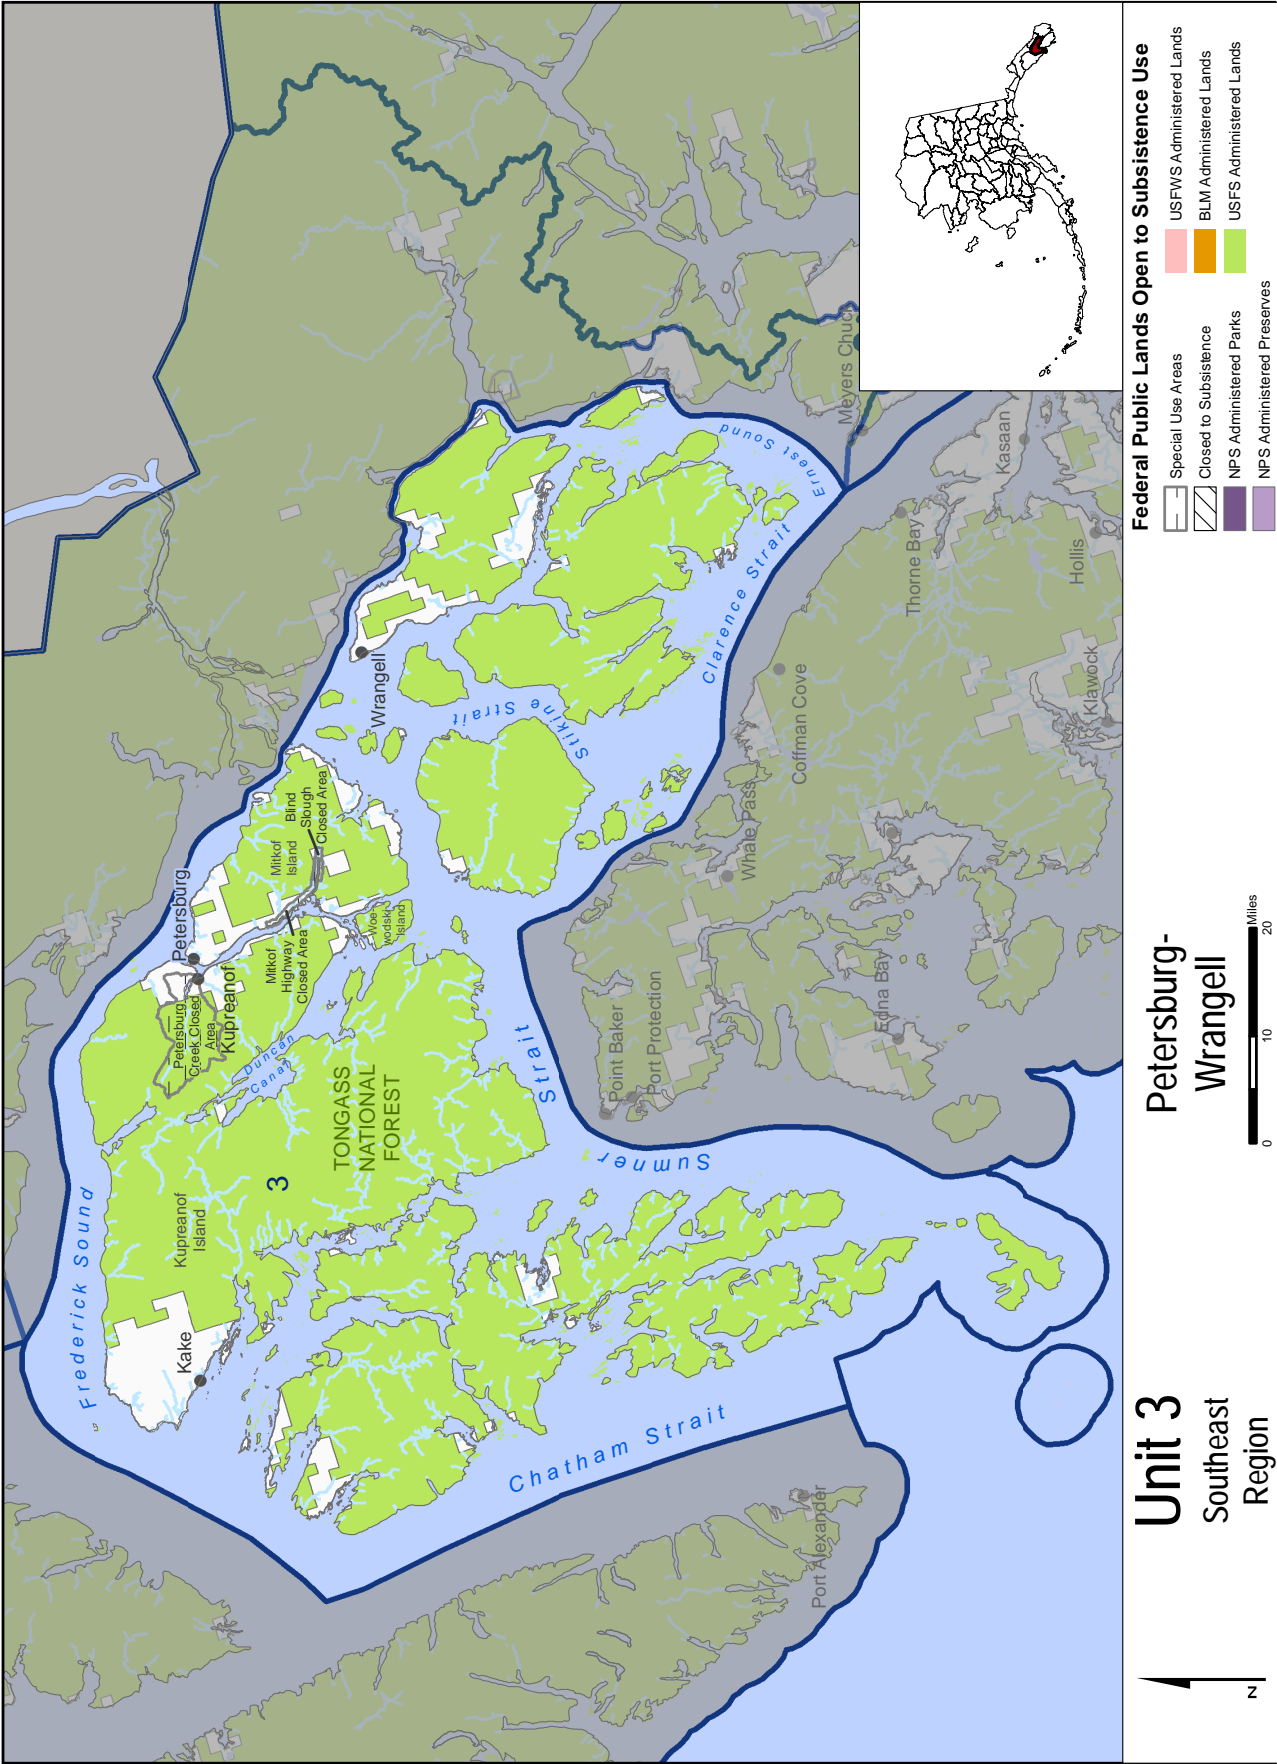 Frederick Sound
Kake
Kupreanof
Island
3
TONGASS
NATIONAL
FOREST
Petersburg
Creek Closed
Area
Kupreanof
Petersburg
Duncan
Canal
Mitkof
Highway
Closed Area
Mitkof
Island
Blind
Slough
Closed Area
Woe-
wodski
Island
Wrangell
Stikine Strait
Sumner Strait
Chatham Strait
Clarence Strait
Ernest Sound
Port Alexander
Point Baker
Port Protection
Edna Bay
Whale Pass
Coffman Cove
Thorne Bay
Klawock
Hollis
Kasaan
Meyers Chuck
N
Unit 3
Southeast
Region
Petersburg-
Wrangell
0
10
20
Miles
Federal Public Lands Open to Subsistence Use
Special Use Areas
Closed to Subsistence
NPS Administered Parks
NPS Administered Preserves
USFWS Administered Lands
BLM Administered Lands
USFS Administered Lands